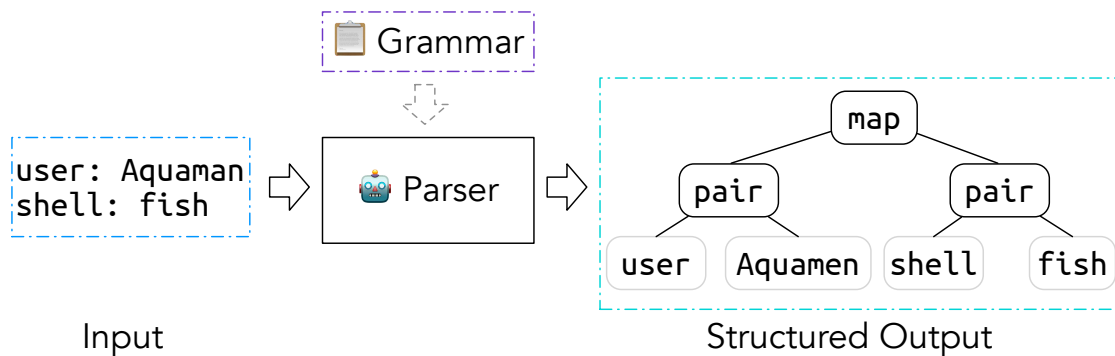 Grammar
map
user: Aquaman
shell: fish
Parser
pair pair
user Aquamen shell fish
Input Structured Output